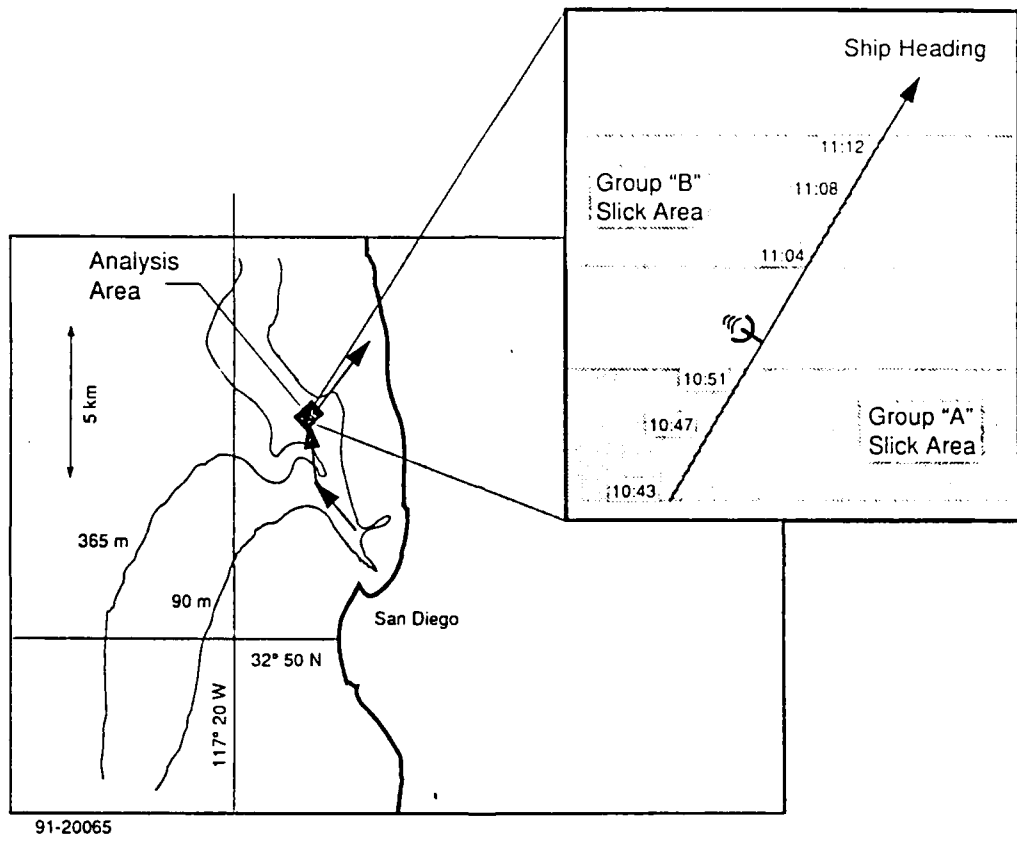 Ship Heading
11:12
Group "B"
Slick Area
11:08
11:04
10:51
10:47
Group "A"
Slick Area
10:43
Analysis
Area
5 km
365 m
90 m
San Diego
32° 50 N
117° 20 W
91-20065